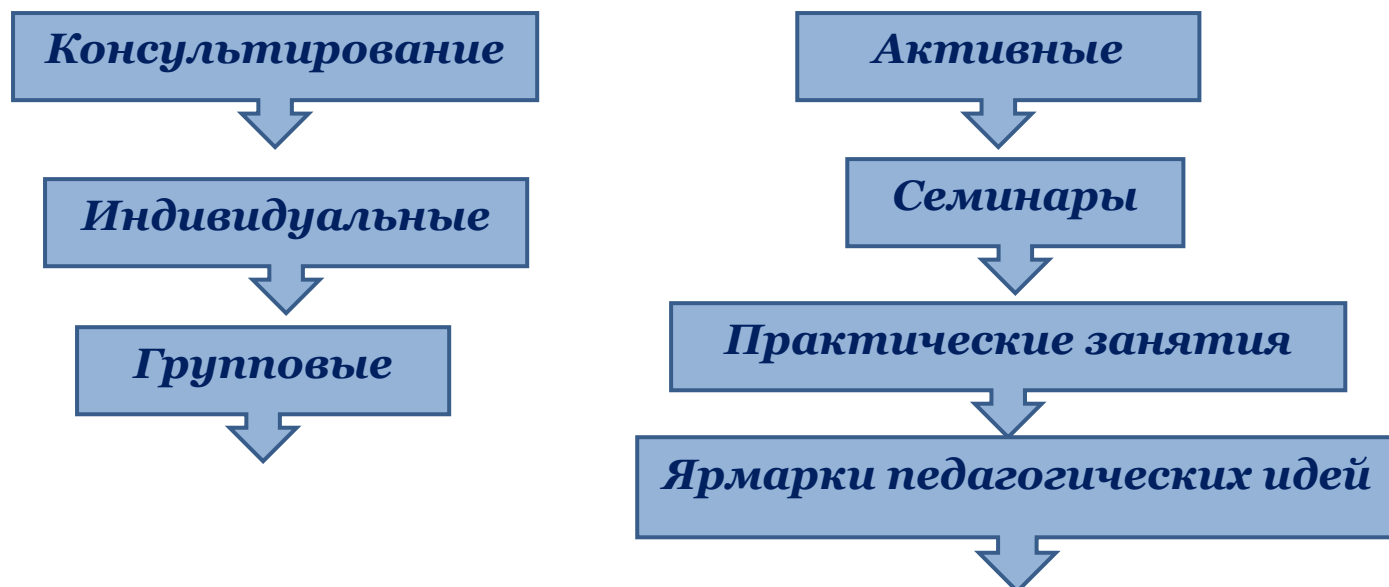 Консультирование
Индивидуальные
Групповые
Активные
Семинары
Практические занятия
Ярмарки педагогических идей